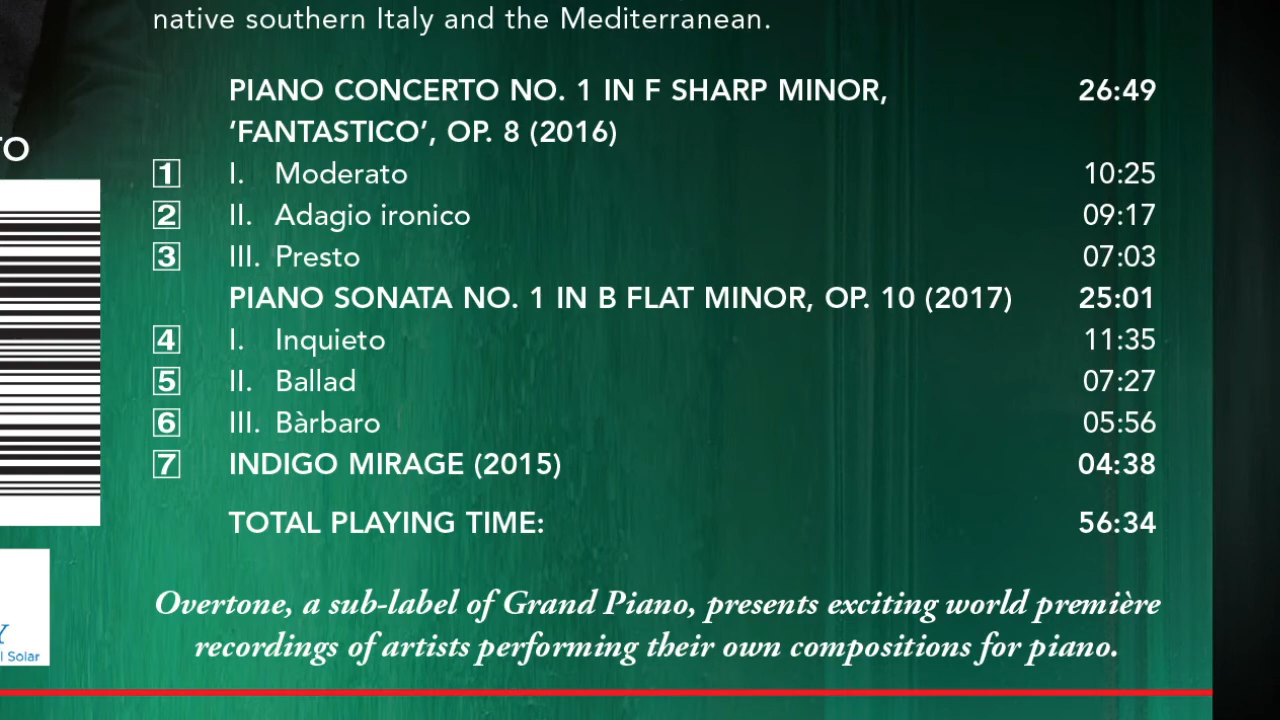 native southern Italy and the Mediterranean.
PIANO CONCERTO NO. 1 IN F SHARP MINOR, 26:49
‘FANTASTICO’, OP. 8 (2016)
1 I. Moderato 10:25
2 II. Adagio ironico 09:17
3 III. Presto 07:03
PIANO SONATA NO. 1 IN B FLAT MINOR, OP. 10 (2017) 25:01
4 I. Inquieto 11:35
5 II. Ballad 07:27
6 III. Bàrbaro 05:56
7 INDIGO MIRAGE (2015) 04:38
TOTAL PLAYING TIME: 56:34
Overtone, a sub-label of Grand Piano, presents exciting world première
recordings of artists performing their own compositions for piano.
TO
Solar